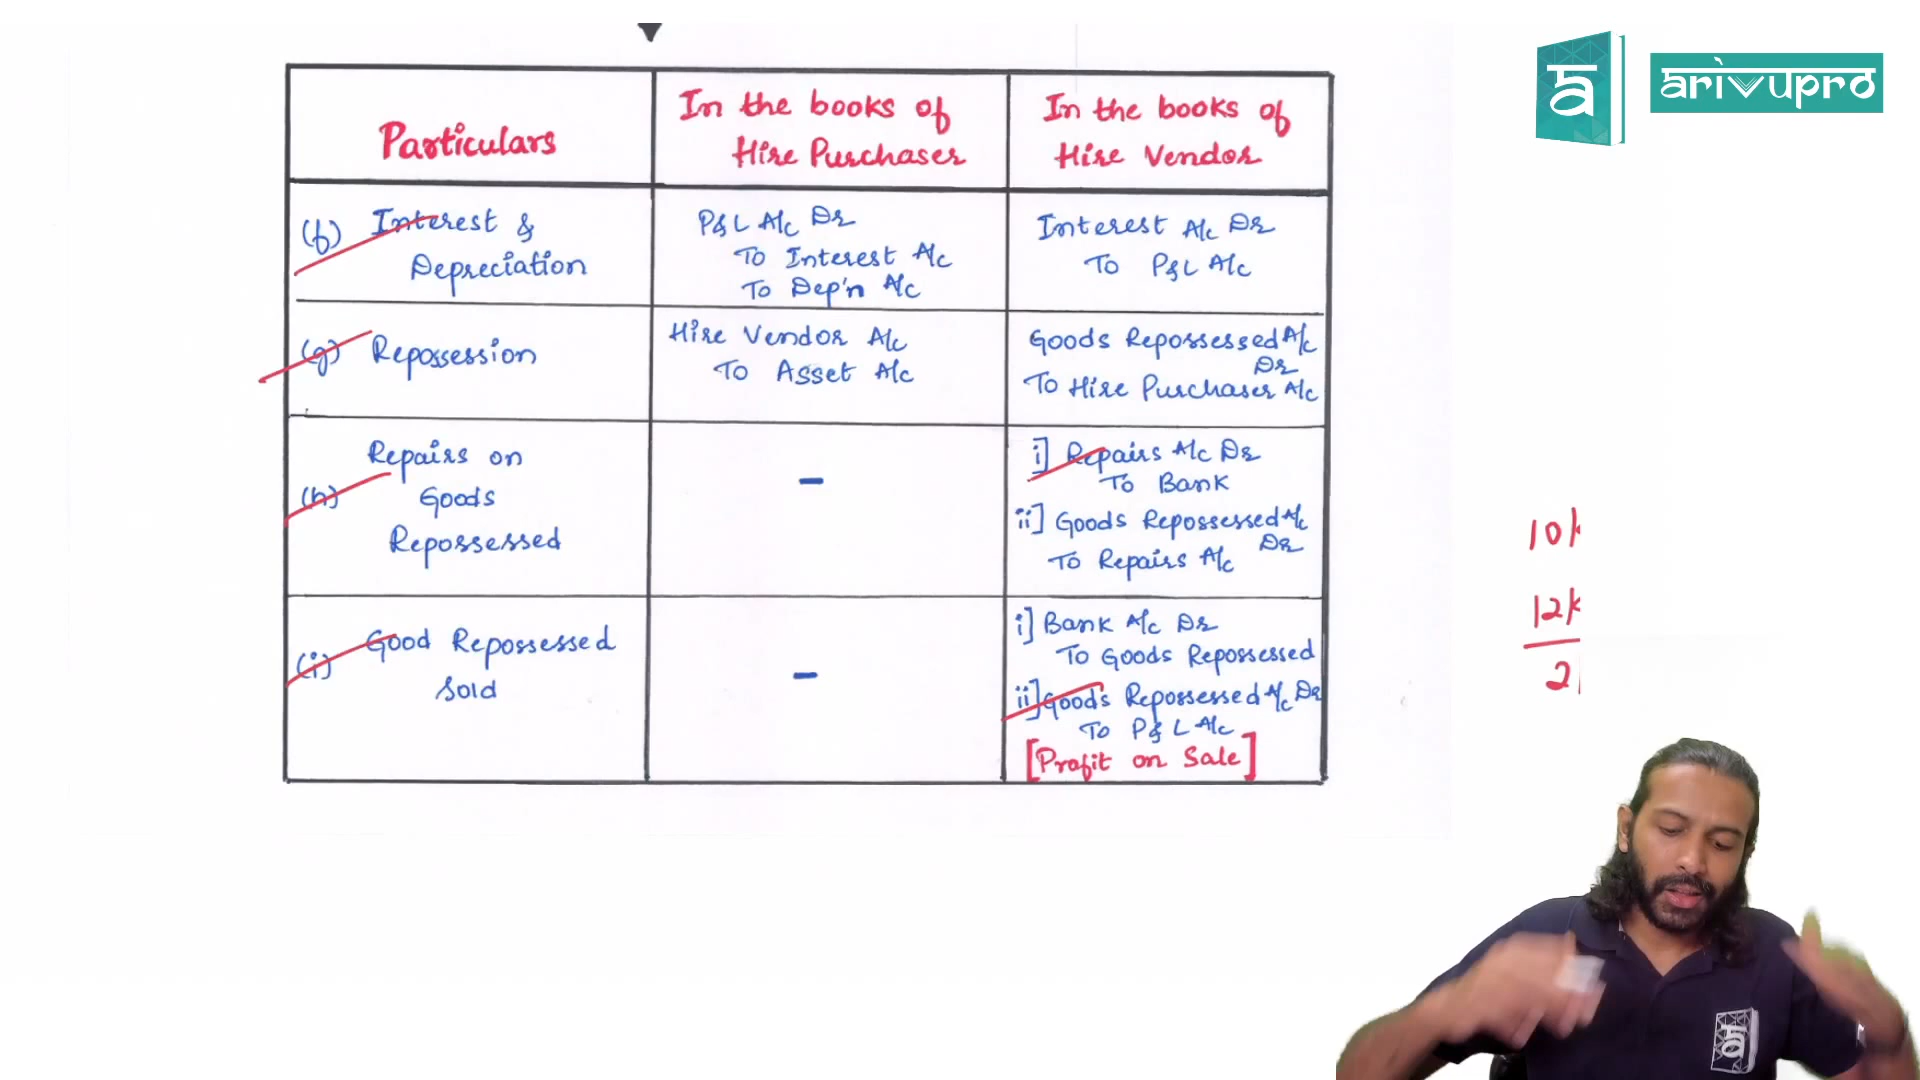 arivupro
Particulars
In the books of
Hire Purchaser
In the books of
Hire Vendor
(f) Interest &
Depreciation
P&L A/c Dr
To Interest A/c
To Dep'n A/c
Interest A/c Dr
To P&L A/c
(g) Repossession
Hire Vendor A/c
To Asset A/c
Goods Repossessed A/c
Dr
To Hire Purchaser A/c
(h) Repairs on
Goods
Repossessed
-
i] Repairs A/c Dr
To Bank
ii] Goods Repossessed A/c
Dr
To Repairs A/c
(i) Good Repossessed
Sold
-
i] Bank A/c Dr
To Goods Repossessed
ii] Goods Repossessed A/c Dr
To P&L A/c
[Profit on Sale]
10k
12k
2